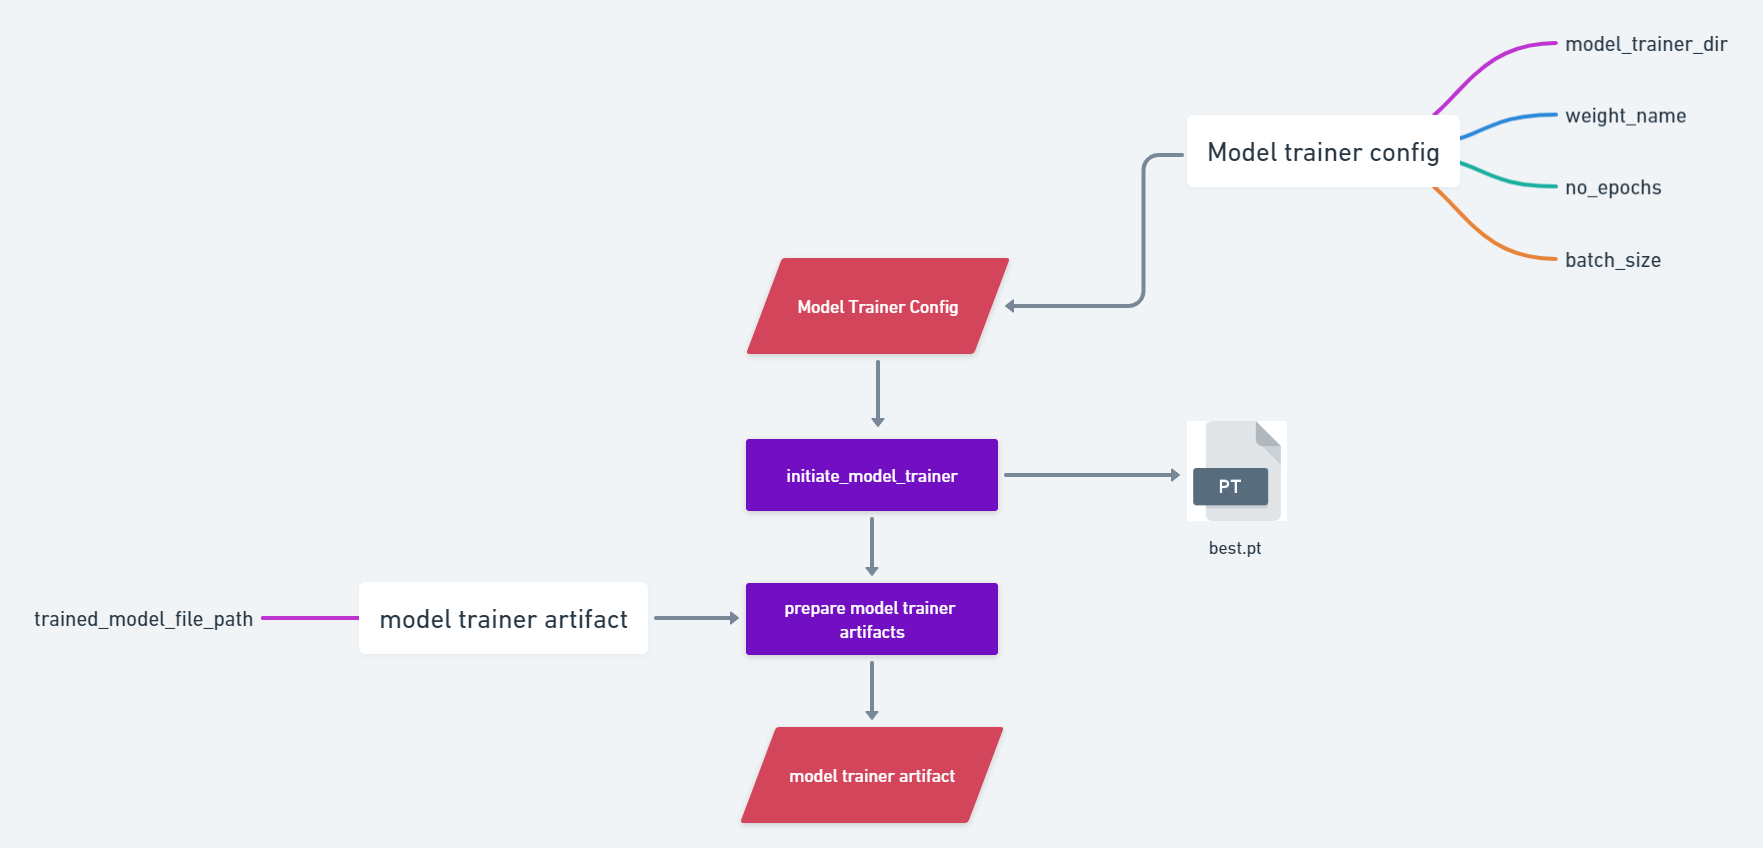 model_trainer_dir
weight_name
Model trainer config
no_epochs
batch_size
Model Trainer Config
initiate_model_trainer
PT
best.pt
trained_model_file_path
model trainer artifact
prepare model trainer
artifacts
model trainer artifact